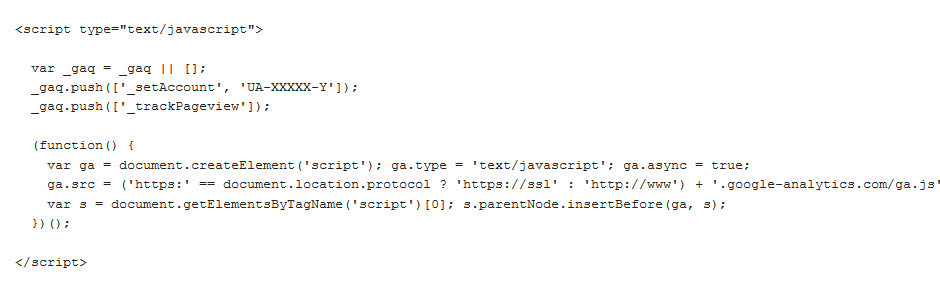 <script type="text/javascript">
var _gaq = _gaq || [];
_gaq.push(['_setAccount', 'UA-XXXXX-Y']);
_gaq.push(['_trackPageview']);
(function() {
var ga = document.createElement('script'); ga.type = 'text/javascript'; ga.async = true;
ga.src = ('https:' == document.location.protocol ? 'https://ssl' : 'http://www') + '.google-analytics.com/ga.js'
var s = document.getElementsByTagName('script')[0]; s.parentNode.insertBefore(ga, s);
})();
</script>